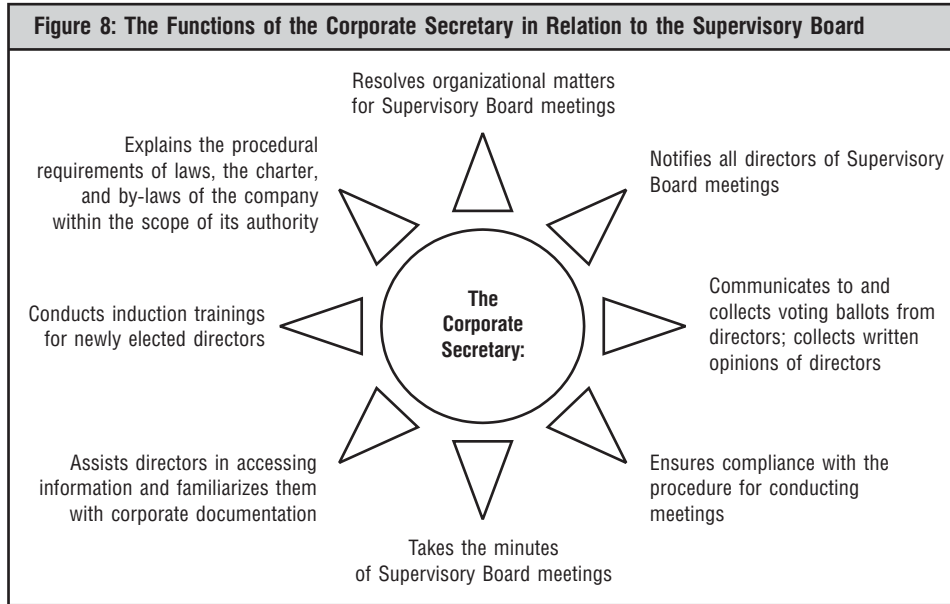 Figure 8: The Functions of the Corporate Secretary in Relation to the Supervisory Board
Resolves organizational matters
for Supervisory Board meetings
Notifies all directors of Supervisory
Board meetings
Communicates to and
collects voting ballots from
directors; collects written
opinions of directors
Ensures compliance with the
procedure for conducting
meetings
Takes the minutes
of Supervisory Board meetings
Assists directors in accessing
information and familiarizes them
with corporate documentation
Conducts induction trainings
for newly elected directors
Explains the procedural
requirements of laws, the charter,
and by-laws of the company
within the scope of its authority
The
Corporate
Secretary: